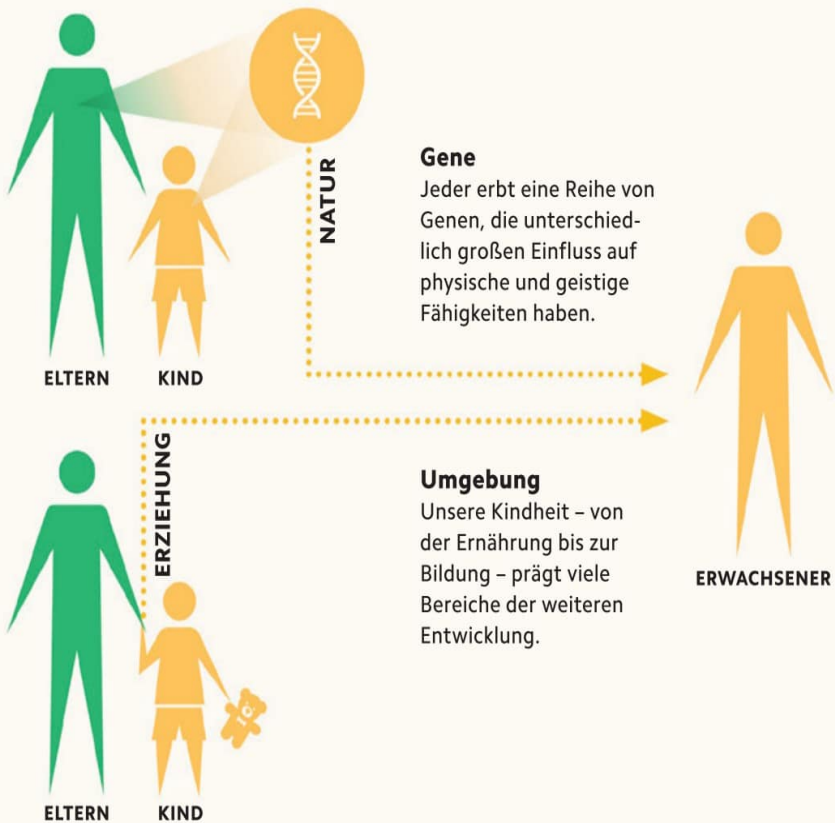 NATUR
Gene
Jeder erbt eine Reihe von
Genen, die unterschied-
lich großen Einfluss auf
physische und geistige
Fähigkeiten haben.
ELTERN
KIND
ERZIEHUNG
Umgebung
Unsere Kindheit – von
der Ernährung bis zur
Bildung – prägt viele
Bereiche der weiteren
Entwicklung.
ERWACHSENER
ELTERN
KIND